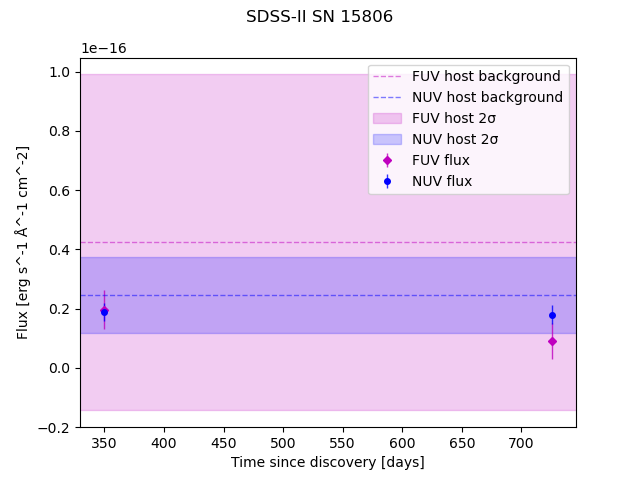 SDSS-II SN 15806
1e−16
FUV host background
NUV host background
FUV host 2σ
NUV host 2σ
FUV flux
NUV flux
1.0
0.8
0.6
0.4
0.2
0.0
−0.2
Flux [erg s^-1 Å^-1 cm^-2]
350
400
450
500
550
600
650
700
Time since discovery [days]